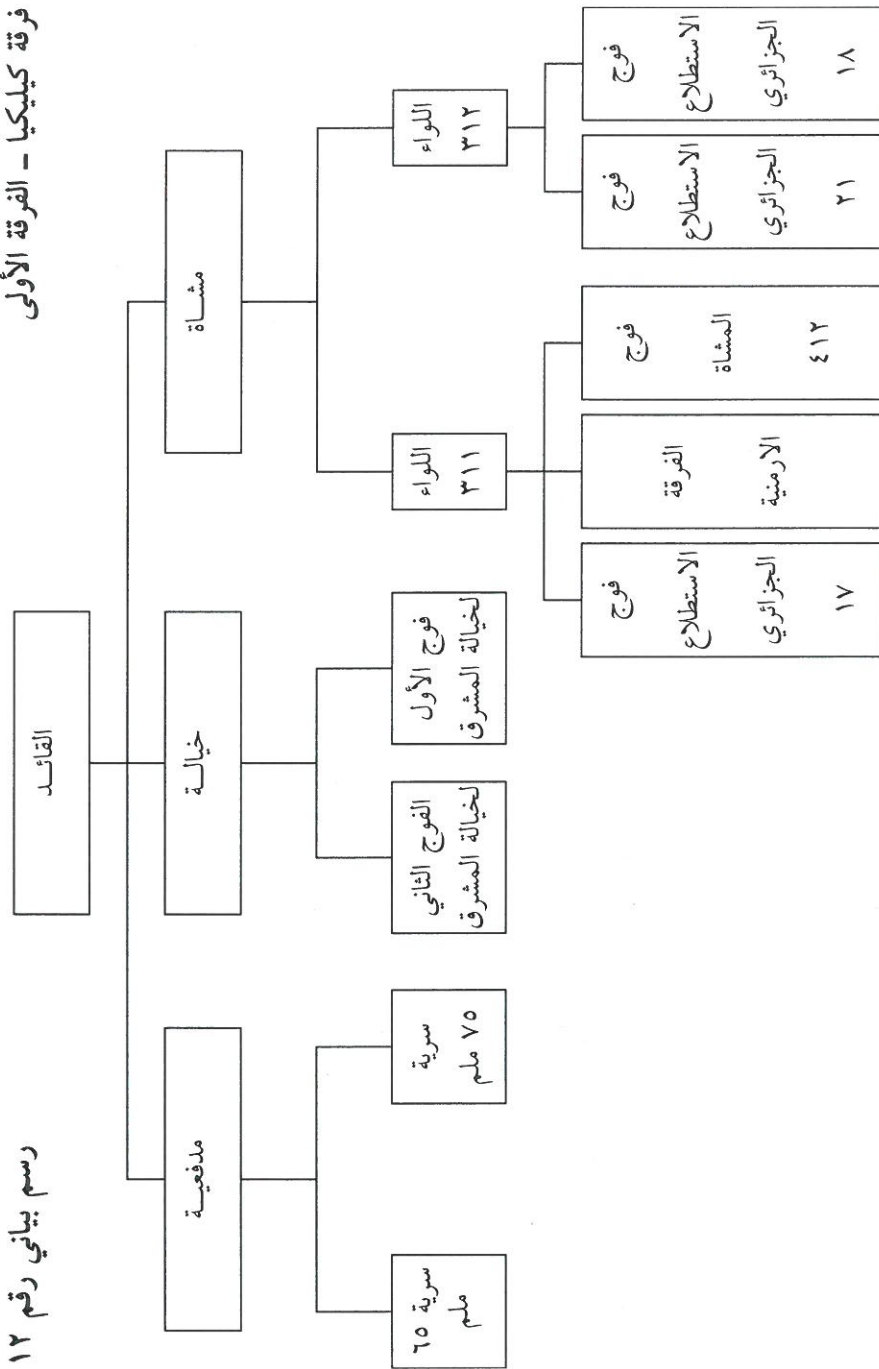 فرقة كيليكيا - الفرقة الأولى
رسم بياني رقم ١٢
القائـد
مشـاة
خيالـة
مدفعيـة
اللواء
٣١٢
اللواء
٣١١
فوج الأول
لخيالة المشرق
الفوج الثاني
لخيالة المشرق
سرية
٧٥ ملم
سرية ٦٥
ملم
فوج
الاستطلاع
الجزائري
١٨
فوج
الاستطلاع
الجزائري
٢١
فوج
المشاة
٤١٢
الفرقة
الارمنية
فوج
الاستطلاع
الجزائري
١٧